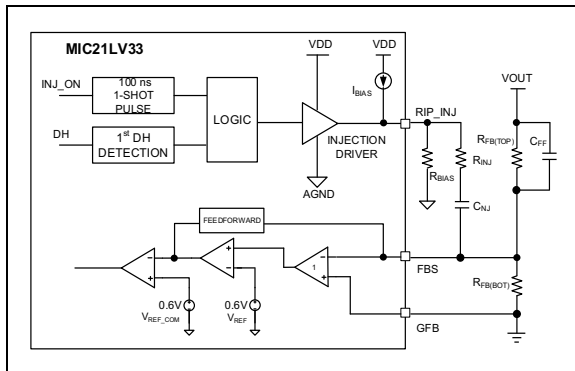 MIC21LV33
VDD
VDD
VOUT
INJ_ON
100 ns
1-SHOT
PULSE
LOGIC
DH
1st DH
DETECTION
IBIAS
INJECTION
DRIVER
AGND
RIP_INJ
RBIAS
RINJ
CNJ
RFB(TOP)
CFF
FEEDFORWARD
1
FBS
RFB(BOT)
GFB
0.6V
VREF_COM
0.6V
VREF